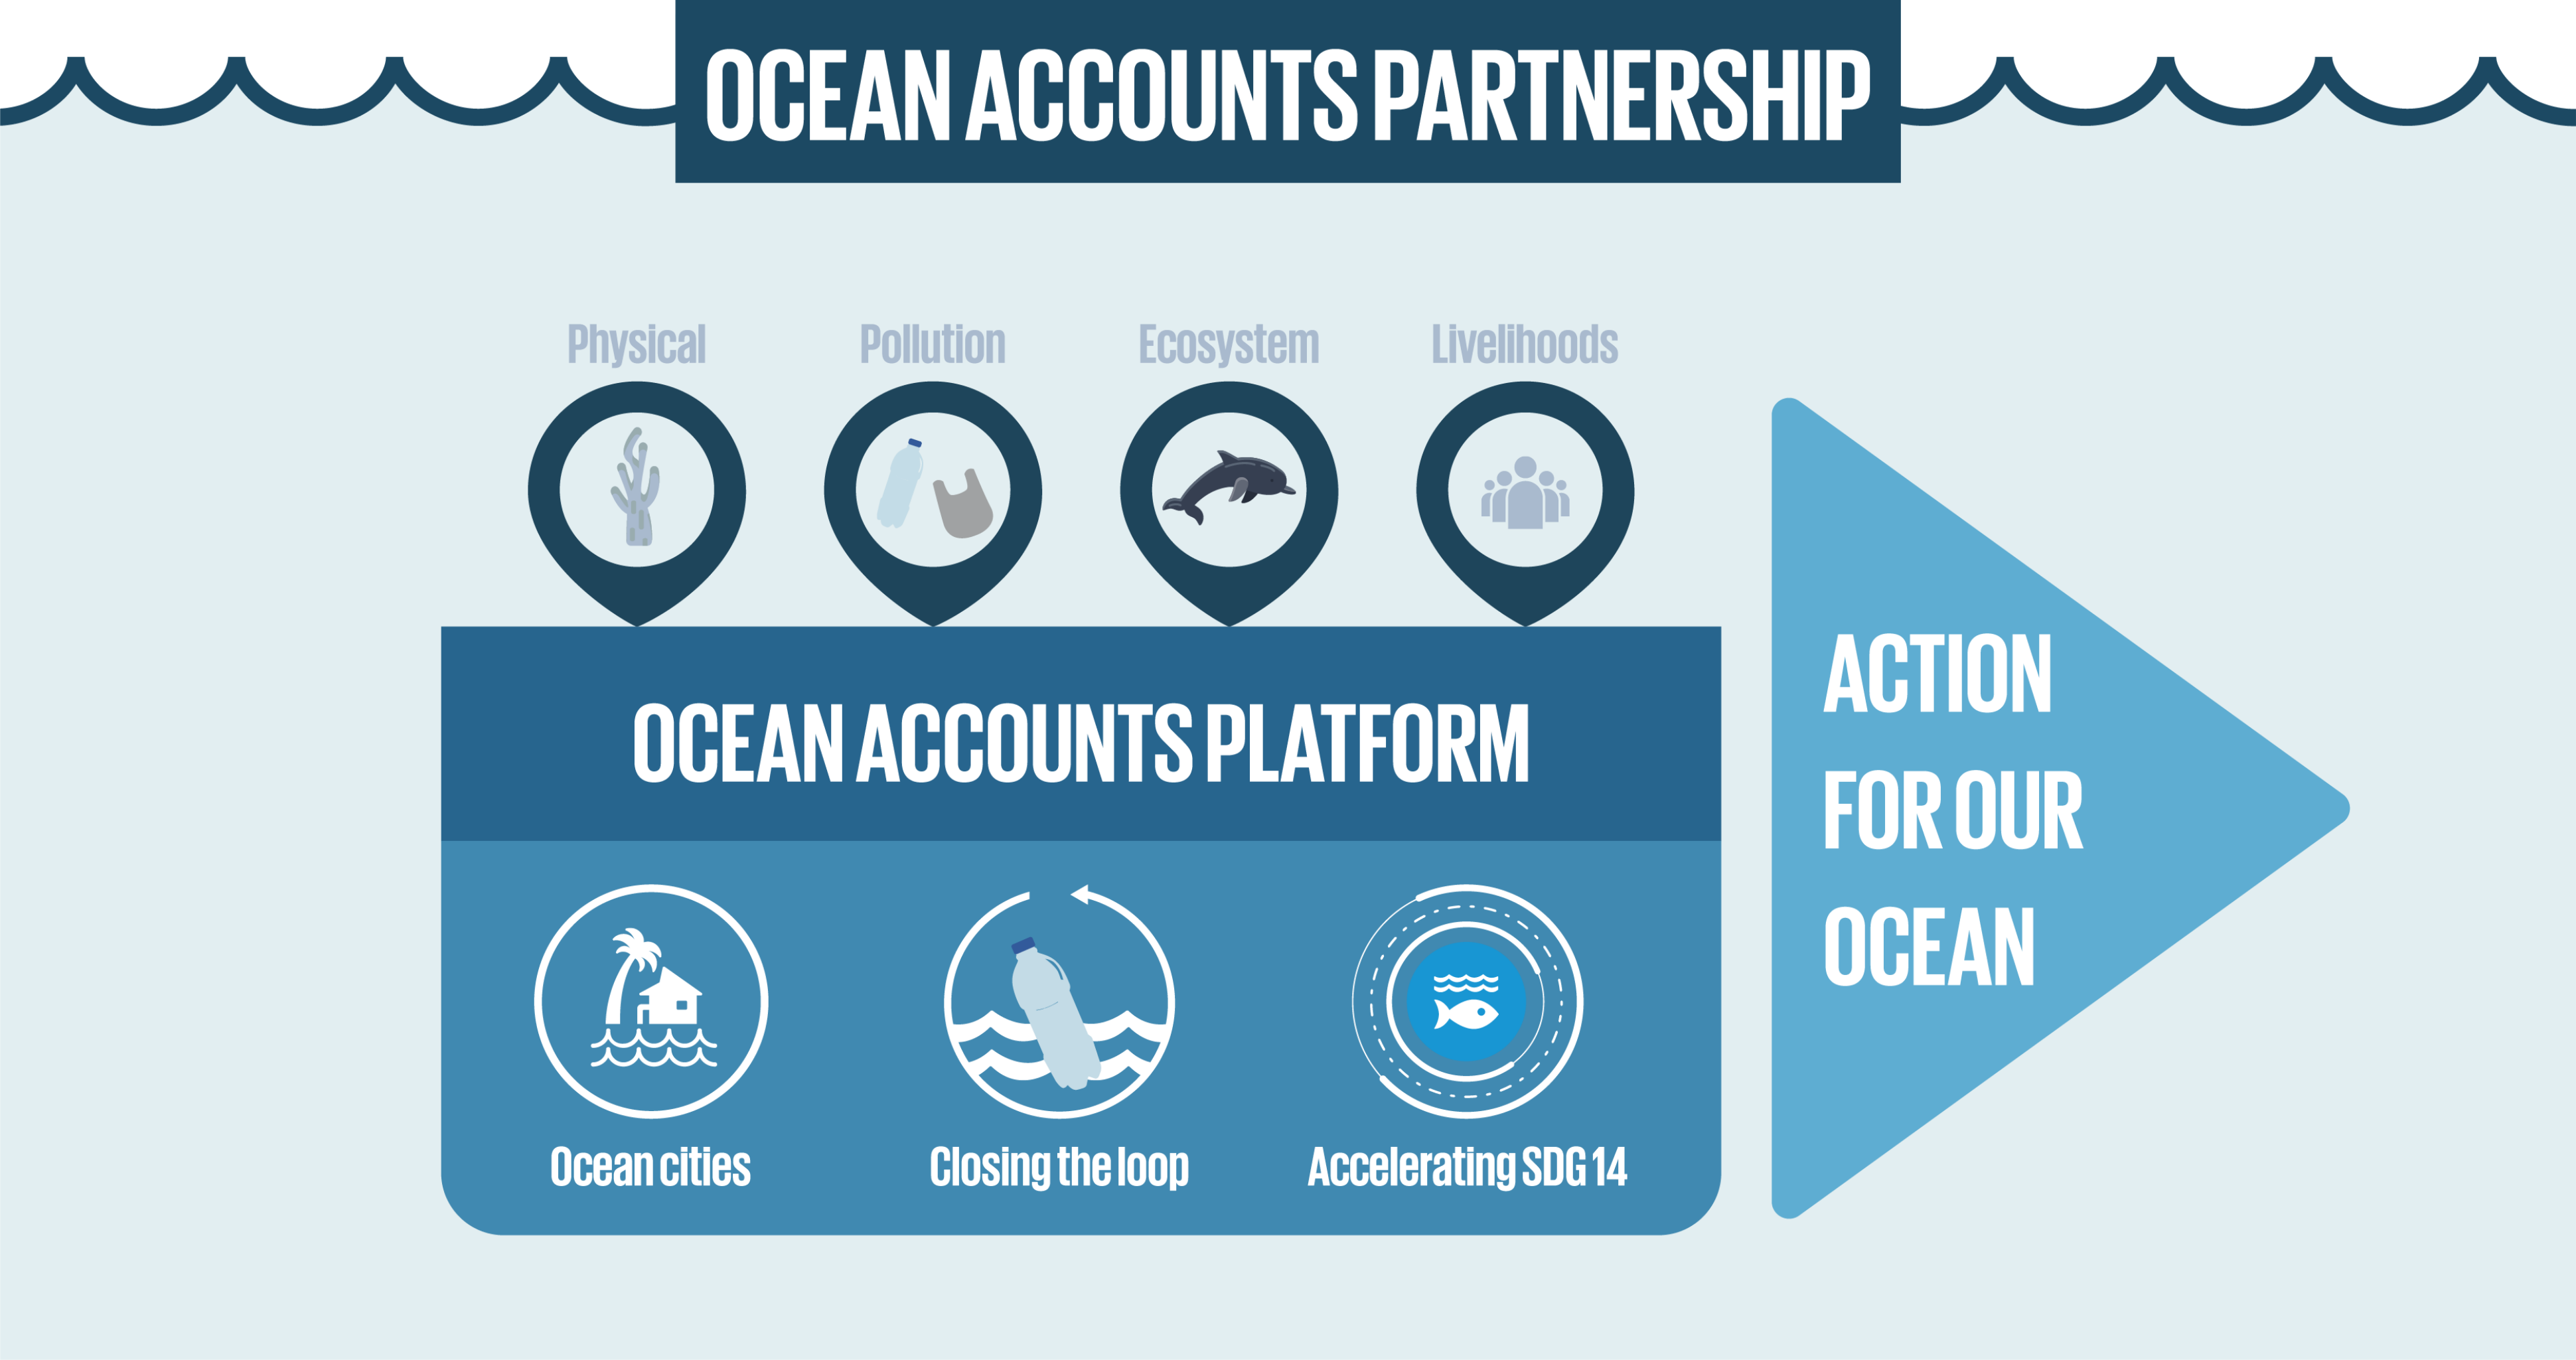 OCEAN ACCOUNTS PARTNERSHIP
Physical
Pollution
Ecosystem
Livelihoods
OCEAN ACCOUNTS PLATFORM
Ocean cities
Closing the loop
Accelerating SDG 14
ACTION
FOR OUR
OCEAN